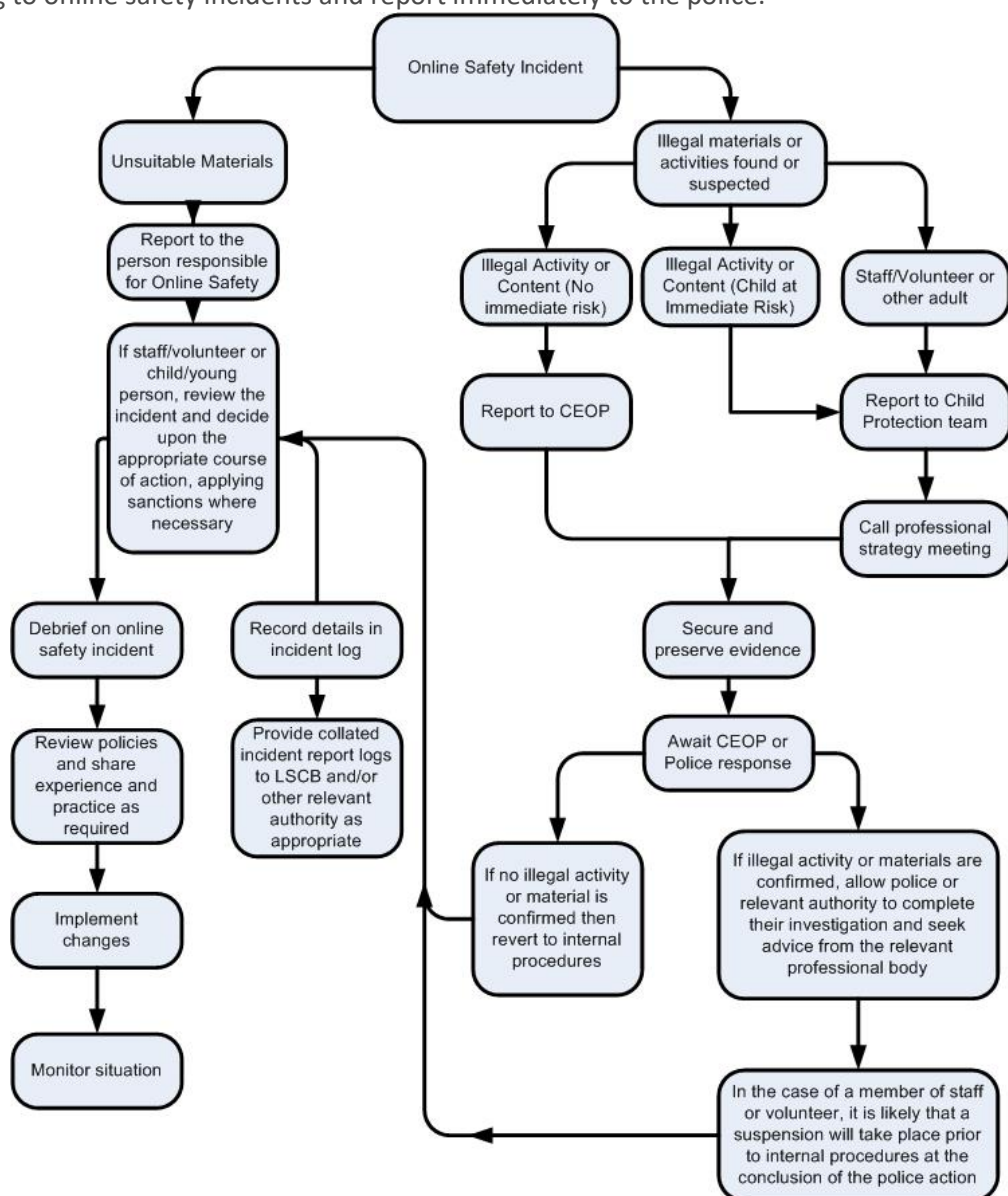 to online safety incidents and report immediately to the police.
Online Safety Incident
Unsuitable Materials
Report to the
person responsible
for Online Safety
If staff/volunteer or
child/young
person, review the
incident and decide
upon the
appropriate course
of action, applying
sanctions where
necessary
Debrief on online
safety incident
Review policies
and share
experience and
practice as
required
Implement
changes
Monitor situation
Record details in
incident log
Provide collated
incident report logs
to LSCB and/or
other relevant
authority as
appropriate
Illegal materials or
activities found or
suspected
Illegal Activity or
Content (No
immediate risk)
Illegal Activity or
Content (Child at
Immediate Risk)
Staff/Volunteer or
other adult
Report to CEOP
Report to Child
Protection team
Call professional
strategy meeting
Secure and
preserve evidence
Await CEOP or
Police response
If no illegal activity
or material is
confirmed then
revert to internal
procedures
If illegal activity or materials are
confirmed, allow police or
relevant authority to complete
their investigation and seek
advice from the relevant
professional body
In the case of a member of staff
or volunteer, it is likely that a
suspension will take place prior
to internal procedures at the
conclusion of the police action